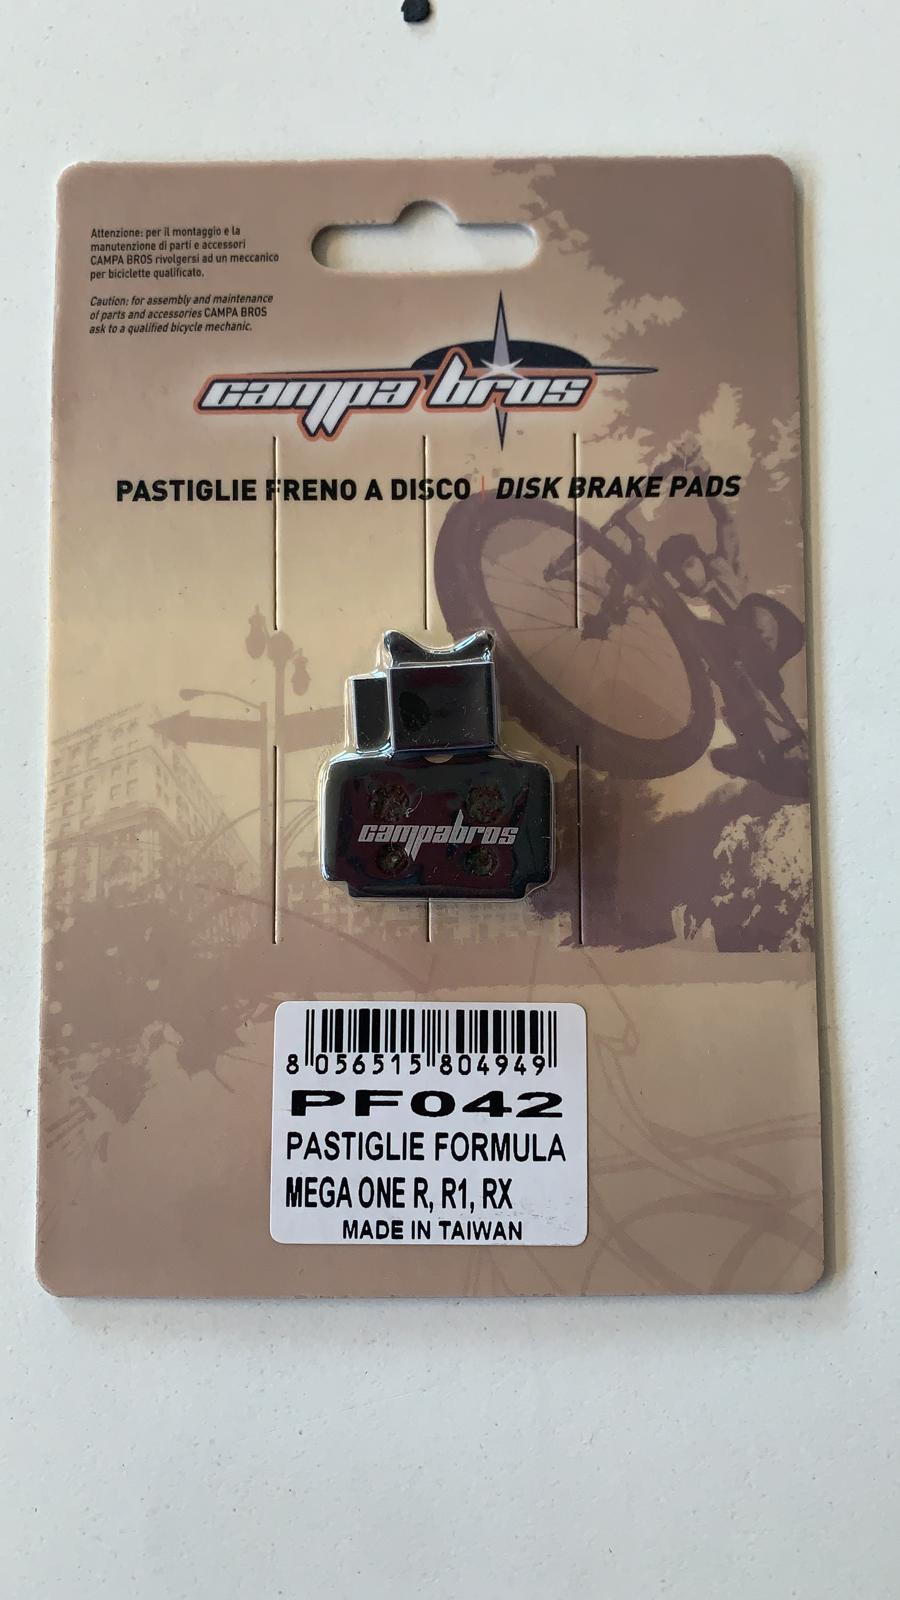 Attenzione: per il montaggio e la
manutenzione di parti e accessori
CAMPA BROS rivolgersi ad un meccanico
per biciclette qualificato.
Caution: for assembly and maintenance
of parts and accessories CAMPA BROS
ask to a qualified bicycle mechanic.
campa bros
PASTIGLIE FRENO A DISCO | DISK BRAKE PADS
campabros
8 056515 804949
PF042
PASTIGLIE FORMULA
MEGA ONE R, R1, RX
MADE IN TAIWAN